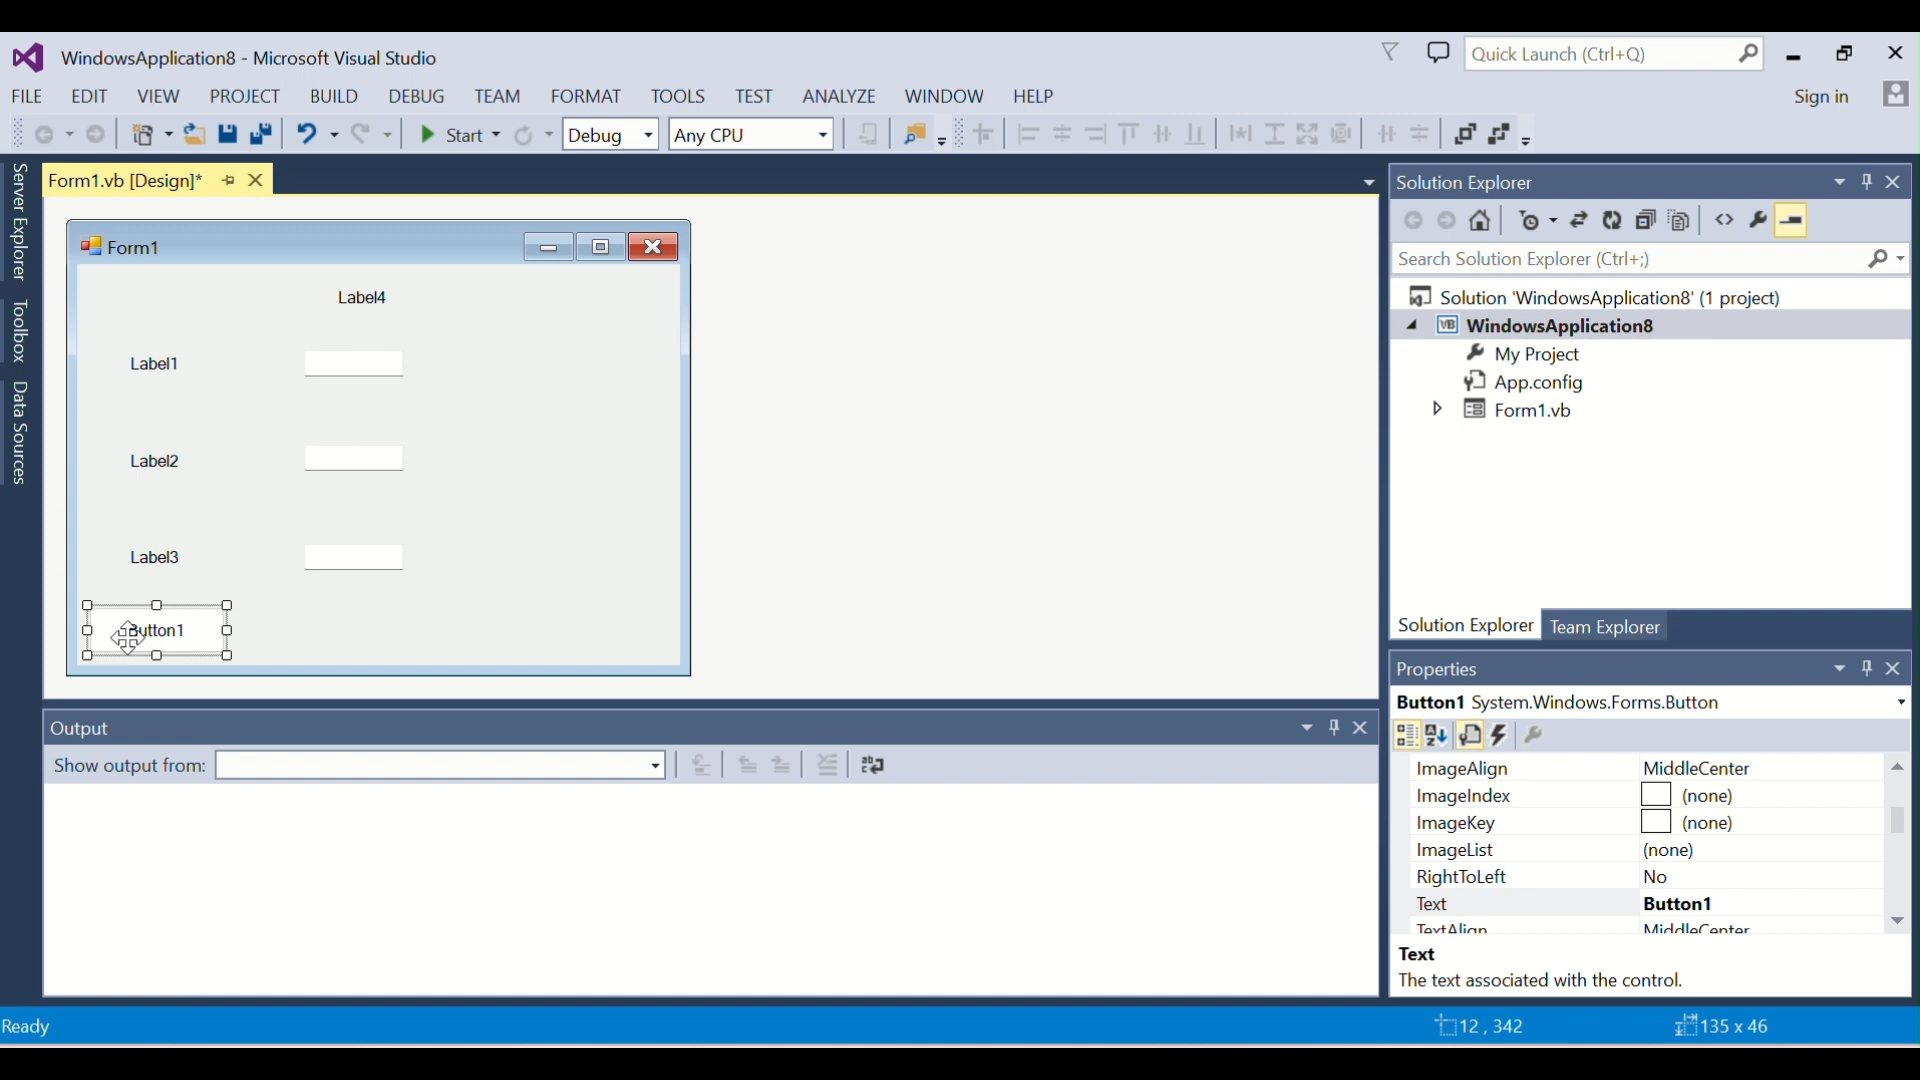 WindowsApplication8 - Microsoft Visual Studio
Quick Launch (Ctrl+Q)
FILE EDIT VIEW PROJECT BUILD DEBUG TEAM FORMAT TOOLS TEST ANALYZE WINDOW HELP
Sign in
Start Debug Any CPU
Server Explorer
Toolbox
Data Sources
Form1.vb [Design]*
Form1
Label4
Label1
Label2
Label3
Button1
Output
Show output from:
Solution Explorer
Search Solution Explorer (Ctrl+;)
Solution 'WindowsApplication8' (1 project)
VB WindowsApplication8
My Project
App.config
Form1.vb
Solution Explorer Team Explorer
Properties
Button1 System.Windows.Forms.Button
ImageAlign MiddleCenter
ImageIndex (none)
ImageKey (none)
ImageList (none)
RightToLeft No
Text Button1
TextAlign MiddleCenter
Text
The text associated with the control.
Ready
12 , 342
135 x 46